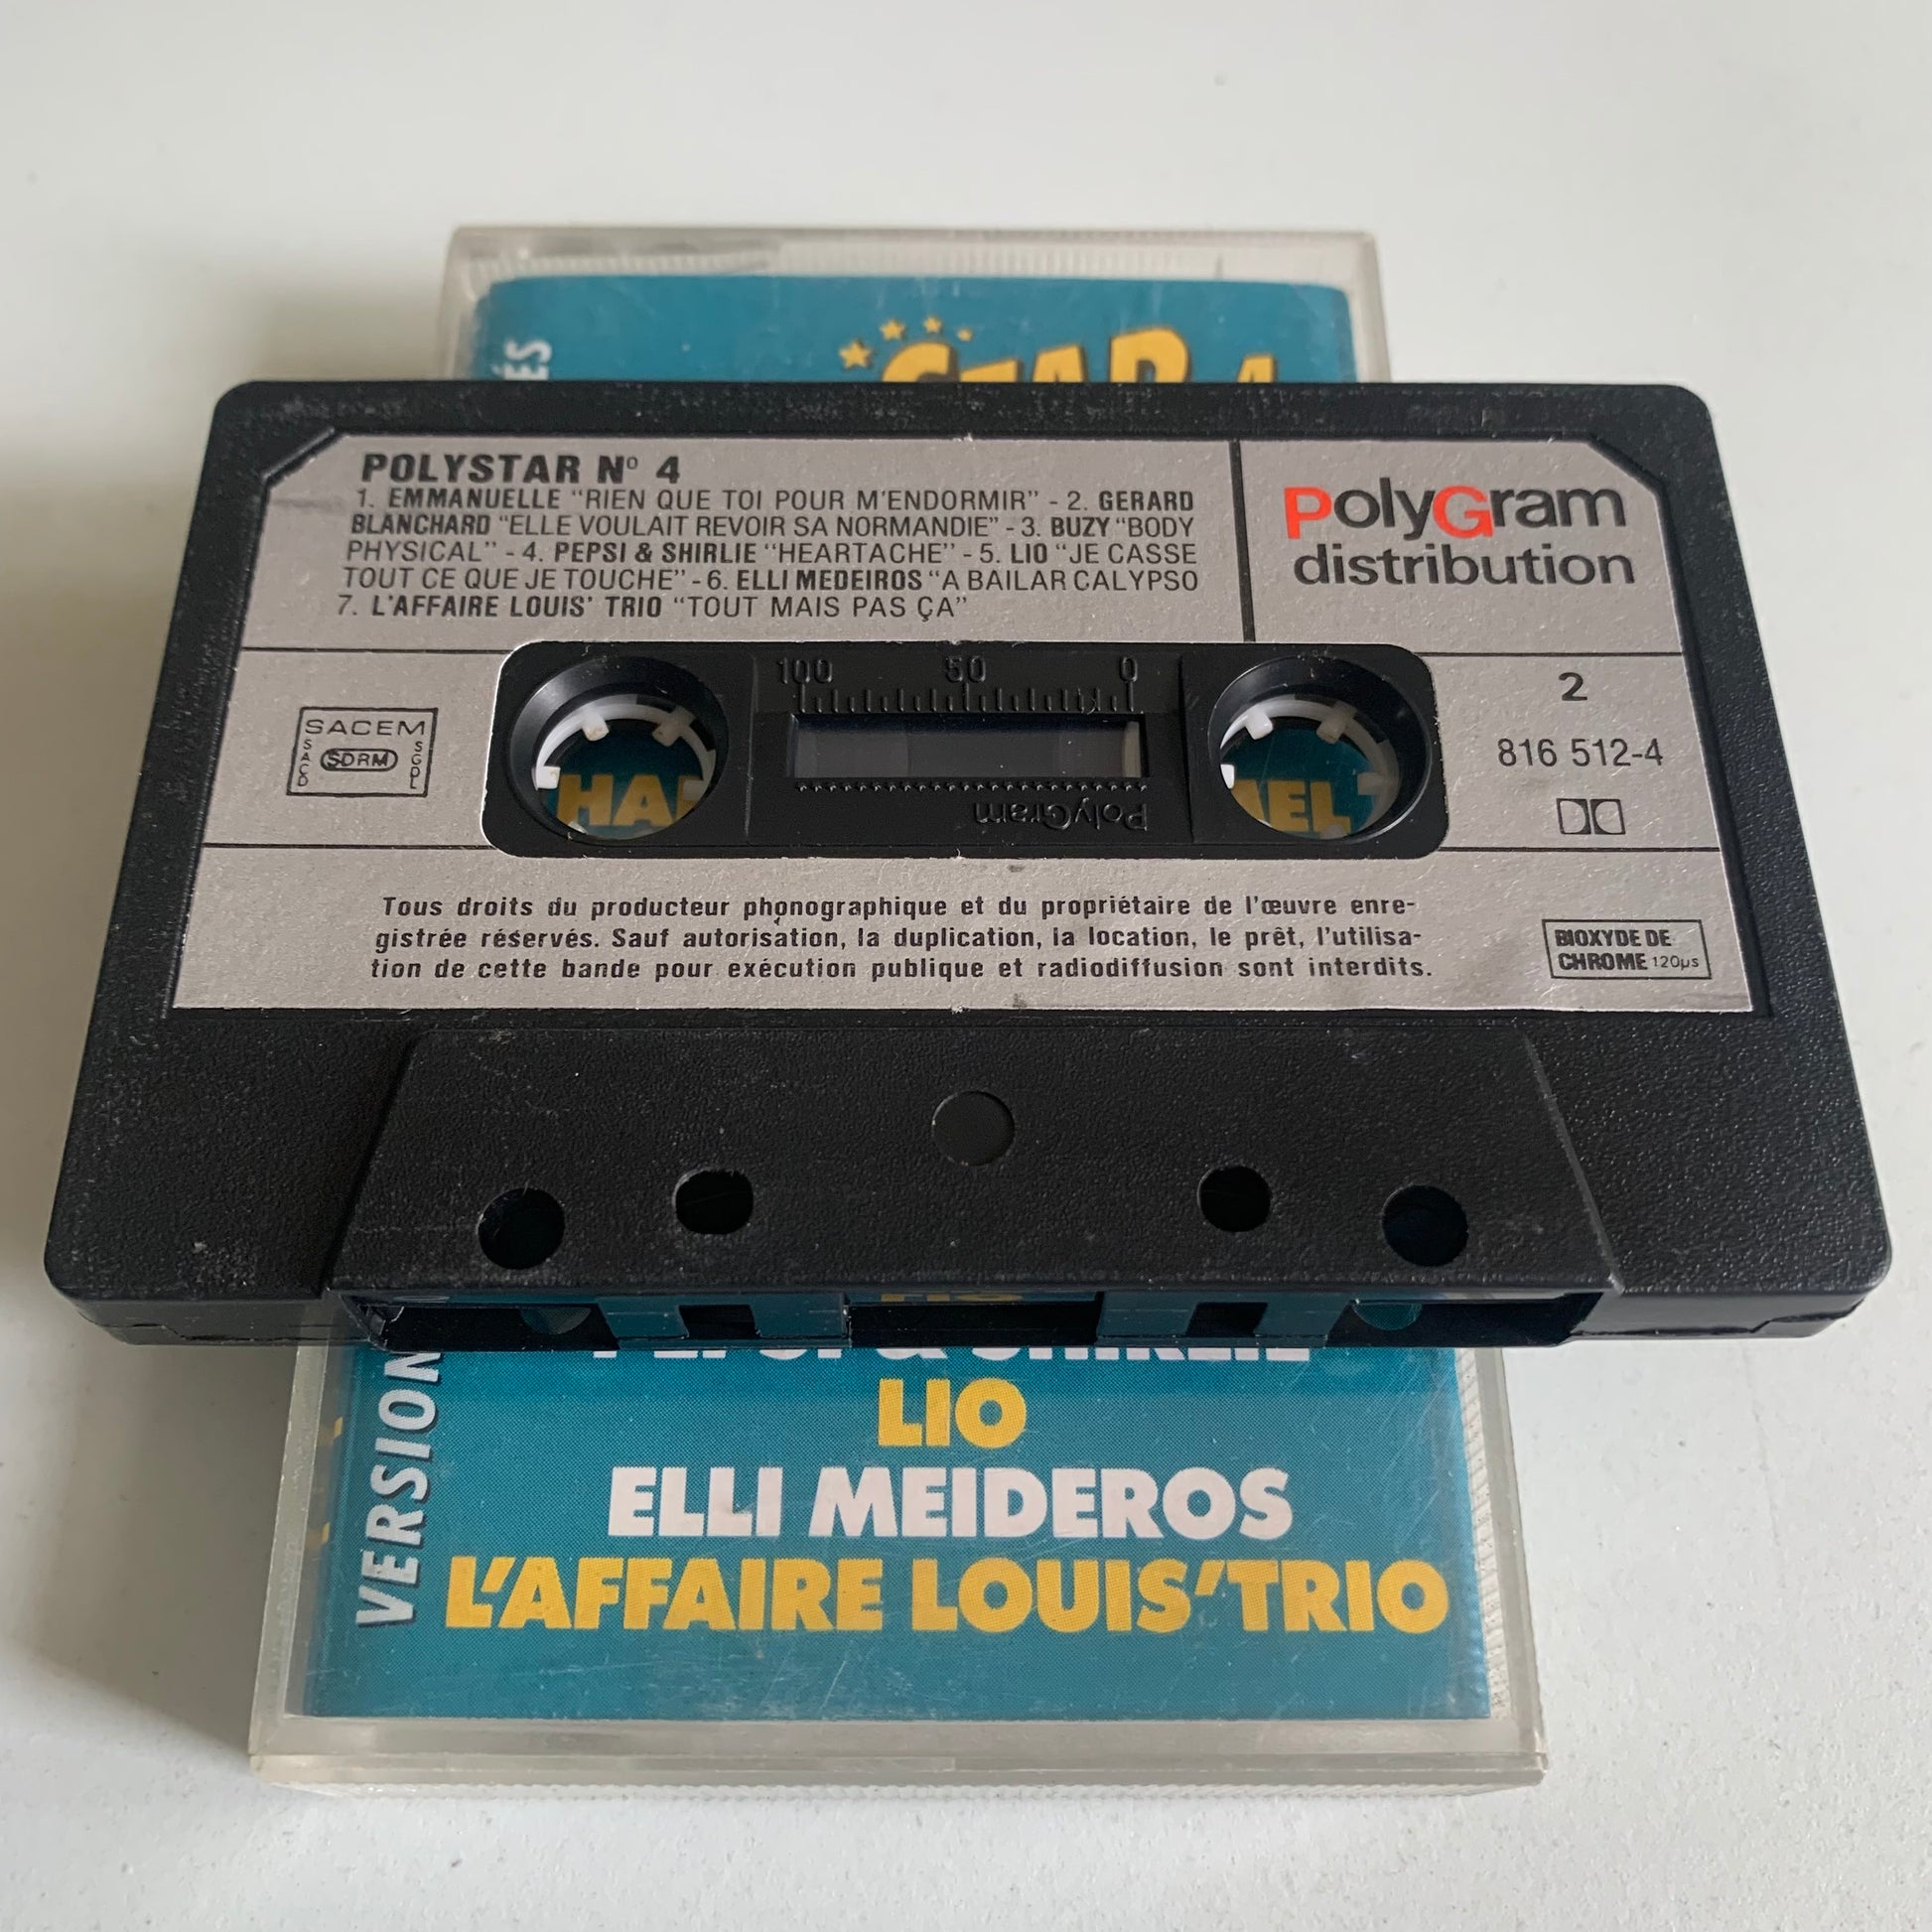 STAR 4
POLYSTAR Nº 4
1. EMMANUELLE "RIEN QUE TOI POUR M'ENDORMIR" - 2. GERARD
BLANCHARD "ELLE VOULAIT REVOIR SA NORMANDIE" - 3. BUZY "BODY
PHYSICAL" - 4. PEPSI & SHIRLIE "HEARTACHE" - 5. LIO "JE CASSE
TOUT CE QUE JE TOUCHE" - 6. ELLI MEDEIROS "A BAILAR CALYPSO
7. L'AFFAIRE LOUIS' TRIO "TOUT MAIS PAS ÇA"
PolyGram
distribution
100 50 0
PolyGram
SACEM
SACD
SDRM
SGDL
2
816 512-4
Tous droits du producteur phonographique et du propriétaire de l'œuvre enre-
gistrée réservés. Sauf autorisation, la duplication, la location, le prêt, l'utilisa-
tion de cette bande pour exécution publique et radiodiffusion sont interdits.
BIOXYDE DE
CHROME 120µs
VERSION
PEPSI & SHIRLIE
LIO
ELLI MEIDEROS
L'AFFAIRE LOUIS'TRIO